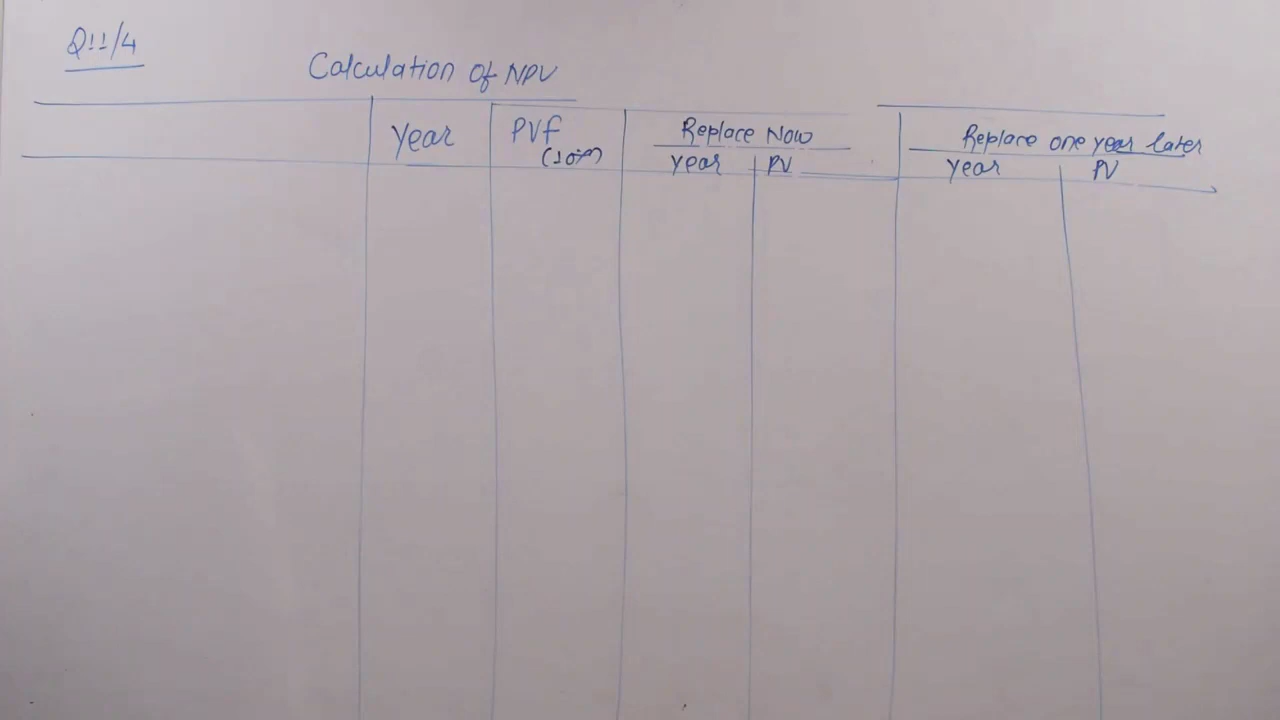 Q11/4
Calculation of NPV
Year PVf Replace Now Replace one year later
(10%) Year PV Year PV